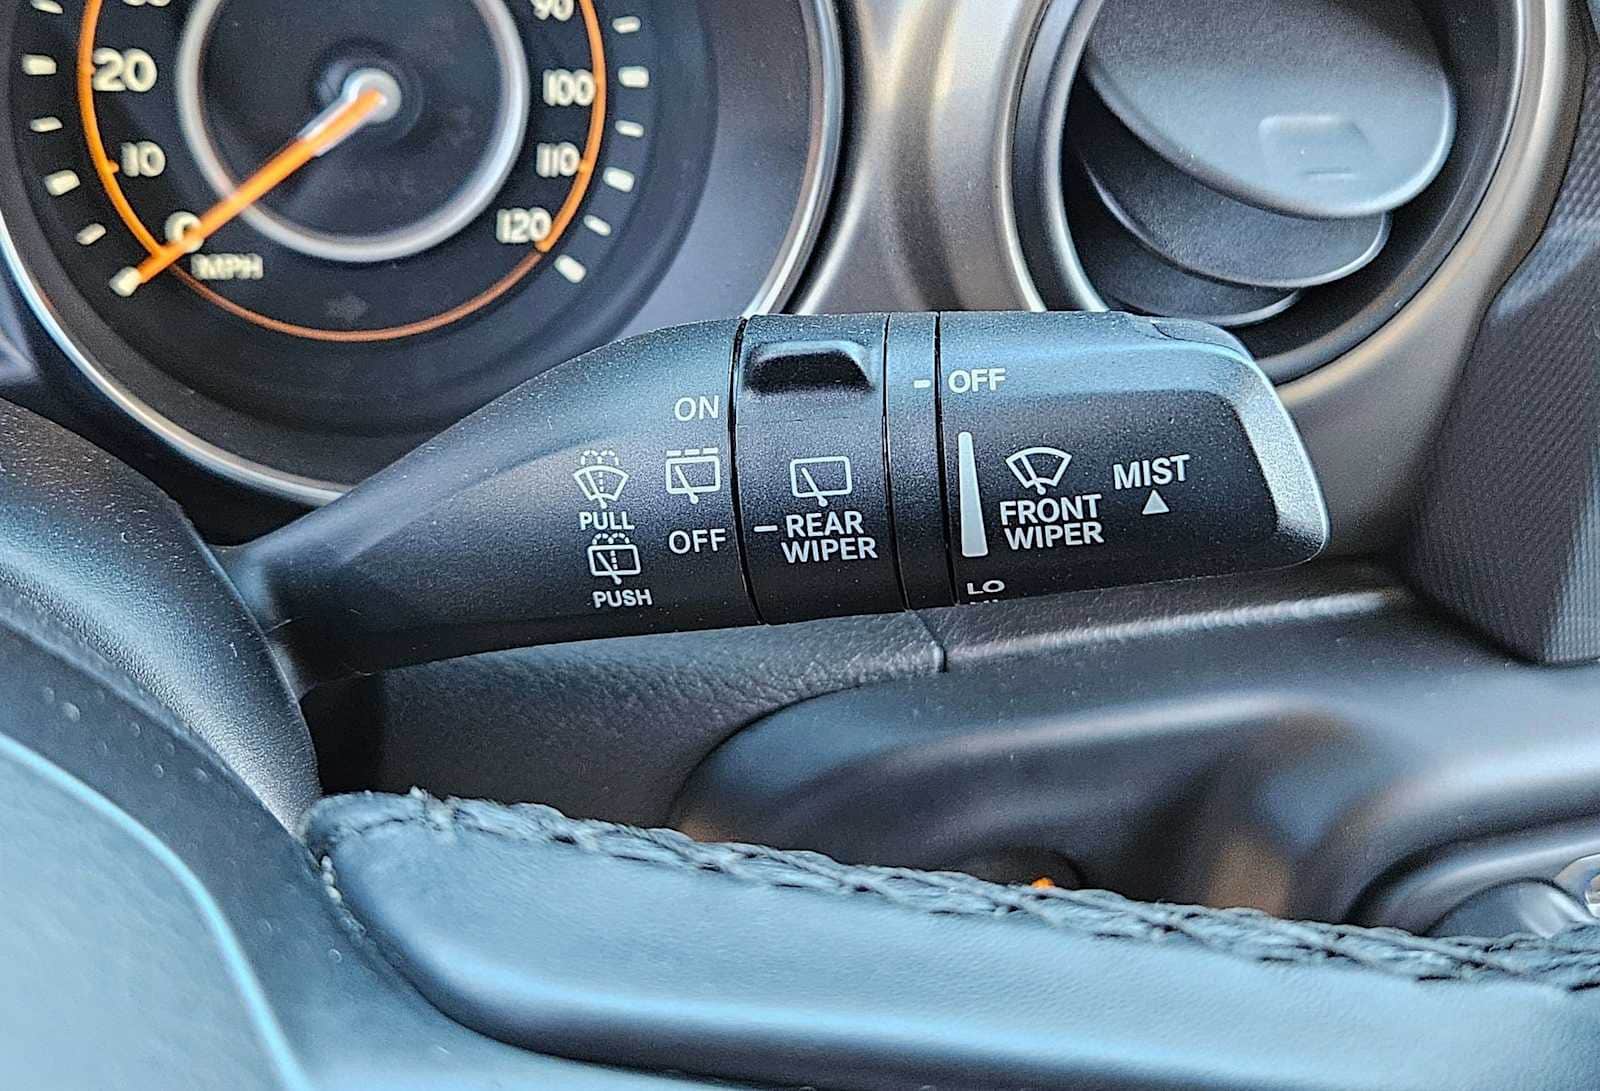 20
10
0
MPH
90
100
110
120
ON
OFF
PULL
PUSH
REAR
WIPER
OFF
FRONT
WIPER
MIST
LO